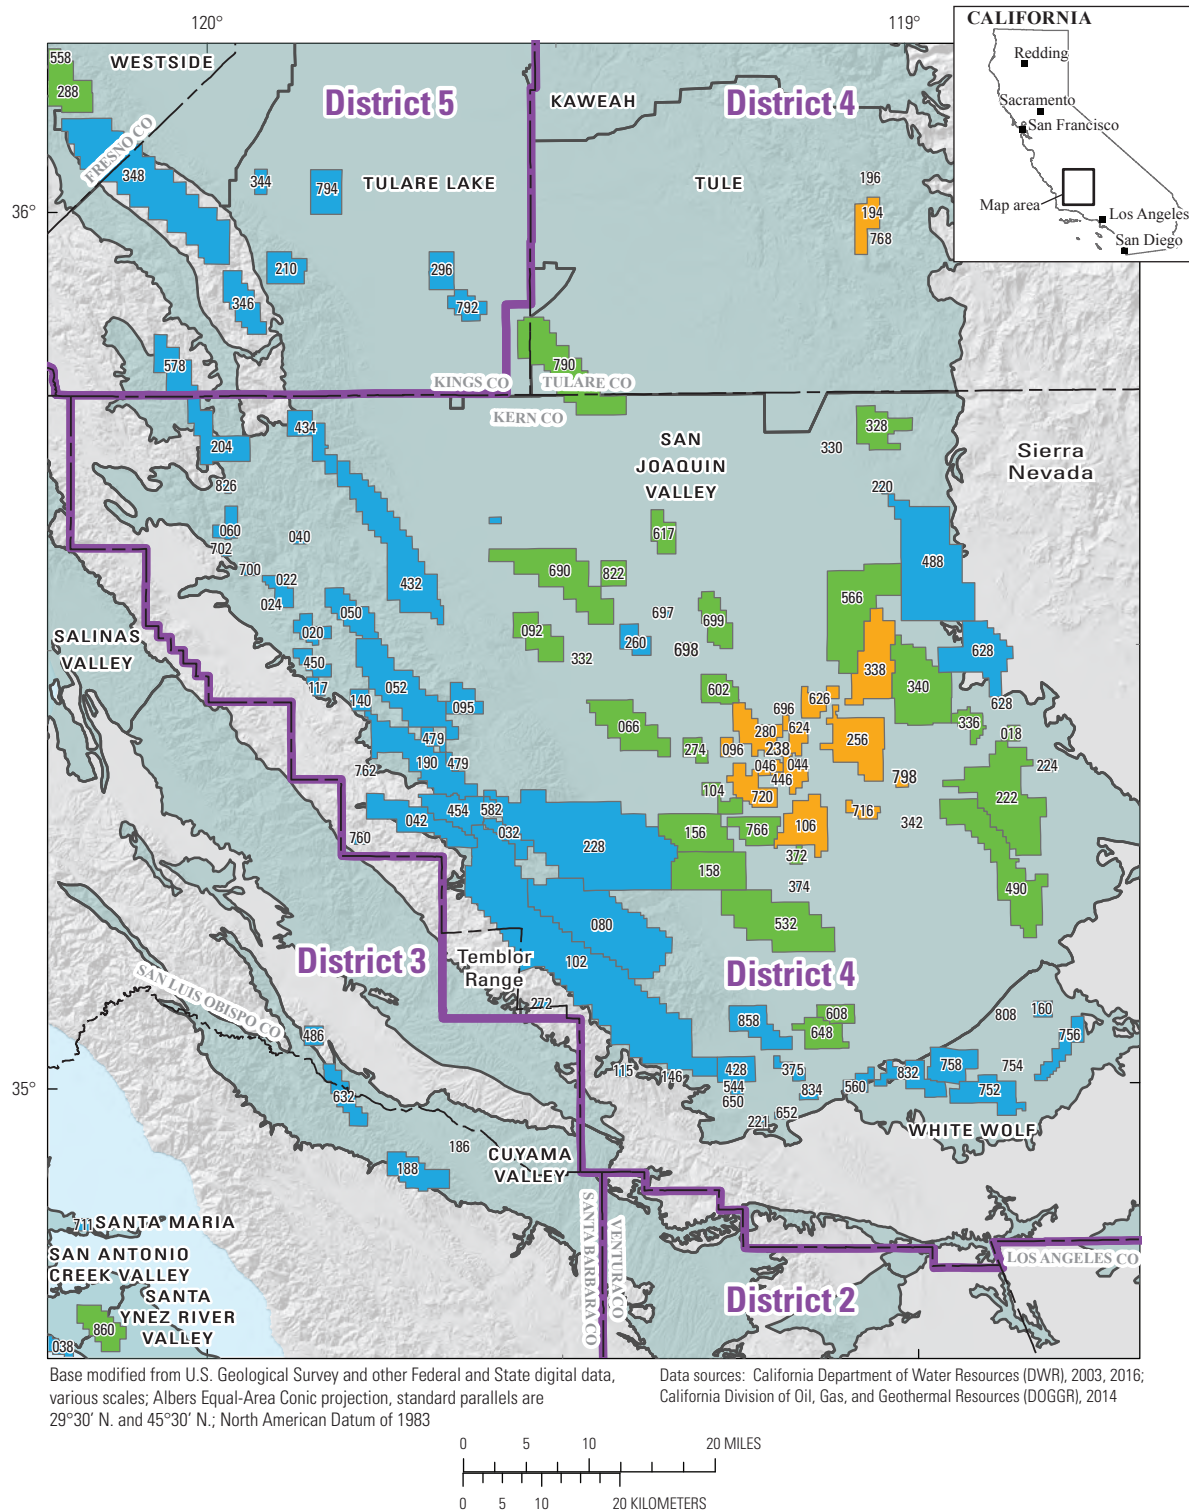 120°
119°
CALIFORNIA
Redding
Sacramento
San Francisco
Map area
Los Angeles
San Diego
558
WESTSIDE
288
District 5
KAWEAH
District 4
FRESNO CO
348
344
794
TULARE LAKE
TULE
196
36°
194
768
210
296
346
792
578
790
KINGS CO
TULARE CO
KERN CO
434
204
328
330
SAN
JOAQUIN
VALLEY
Sierra
Nevada
826
220
060
040
617
702
488
700
022
690
822
432
566
024
050
697
699
020
092
260
SALINAS
VALLEY
332
698
450
628
338
117
052
602
340
140
095
626
628
696
066
336
018
280
624
479
274
096
238
256
190
479
046
044
224
762
446
798
104
720
222
042
454
582
716
032
156
766
106
342
760
228
372
158
374
490
080
532
District 3
Temblor
Range
102
District 4
SAN LUIS OBISPO CO
272
608
160
858
808
486
648
756
115
146
428
375
832
758
754
544
560
752
632
650
834
652
221
WHITE WOLF
186
CUYAMA
VALLEY
188
35°
711
SANTA MARIA
SANTA BARBARA CO
VENTURA CO
SAN ANTONIO
CREEK VALLEY
LOS ANGELES CO
SANTA
YNEZ RIVER
VALLEY
District 2
860
038
Base modified from U.S. Geological Survey and other Federal and State digital data,
various scales; Albers Equal-Area Conic projection, standard parallels are
29°30′ N. and 45°30′ N.; North American Datum of 1983
Data sources: California Department of Water Resources (DWR), 2003, 2016;
California Division of Oil, Gas, and Geothermal Resources (DOGGR), 2014
0 5 10 20 MILES
0 5 10 20 KILOMETERS